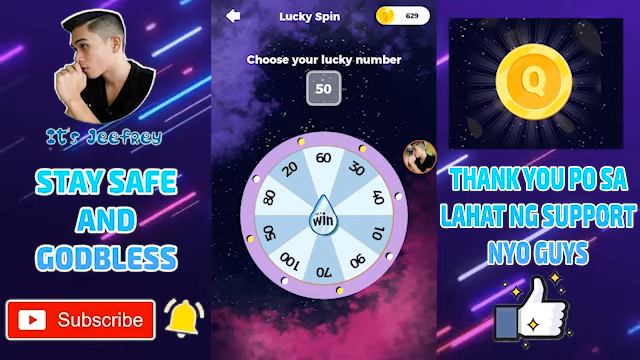 It's Jeefrey
STAY SAFE
AND
GODBLESS
Subscribe
Lucky Spin
629
Choose your lucky number
50
60
30
40
10
90
70
100
50
80
20
win
Q
THANK YOU PO SA
LAHAT NG SUPPORT
NYO GUYS